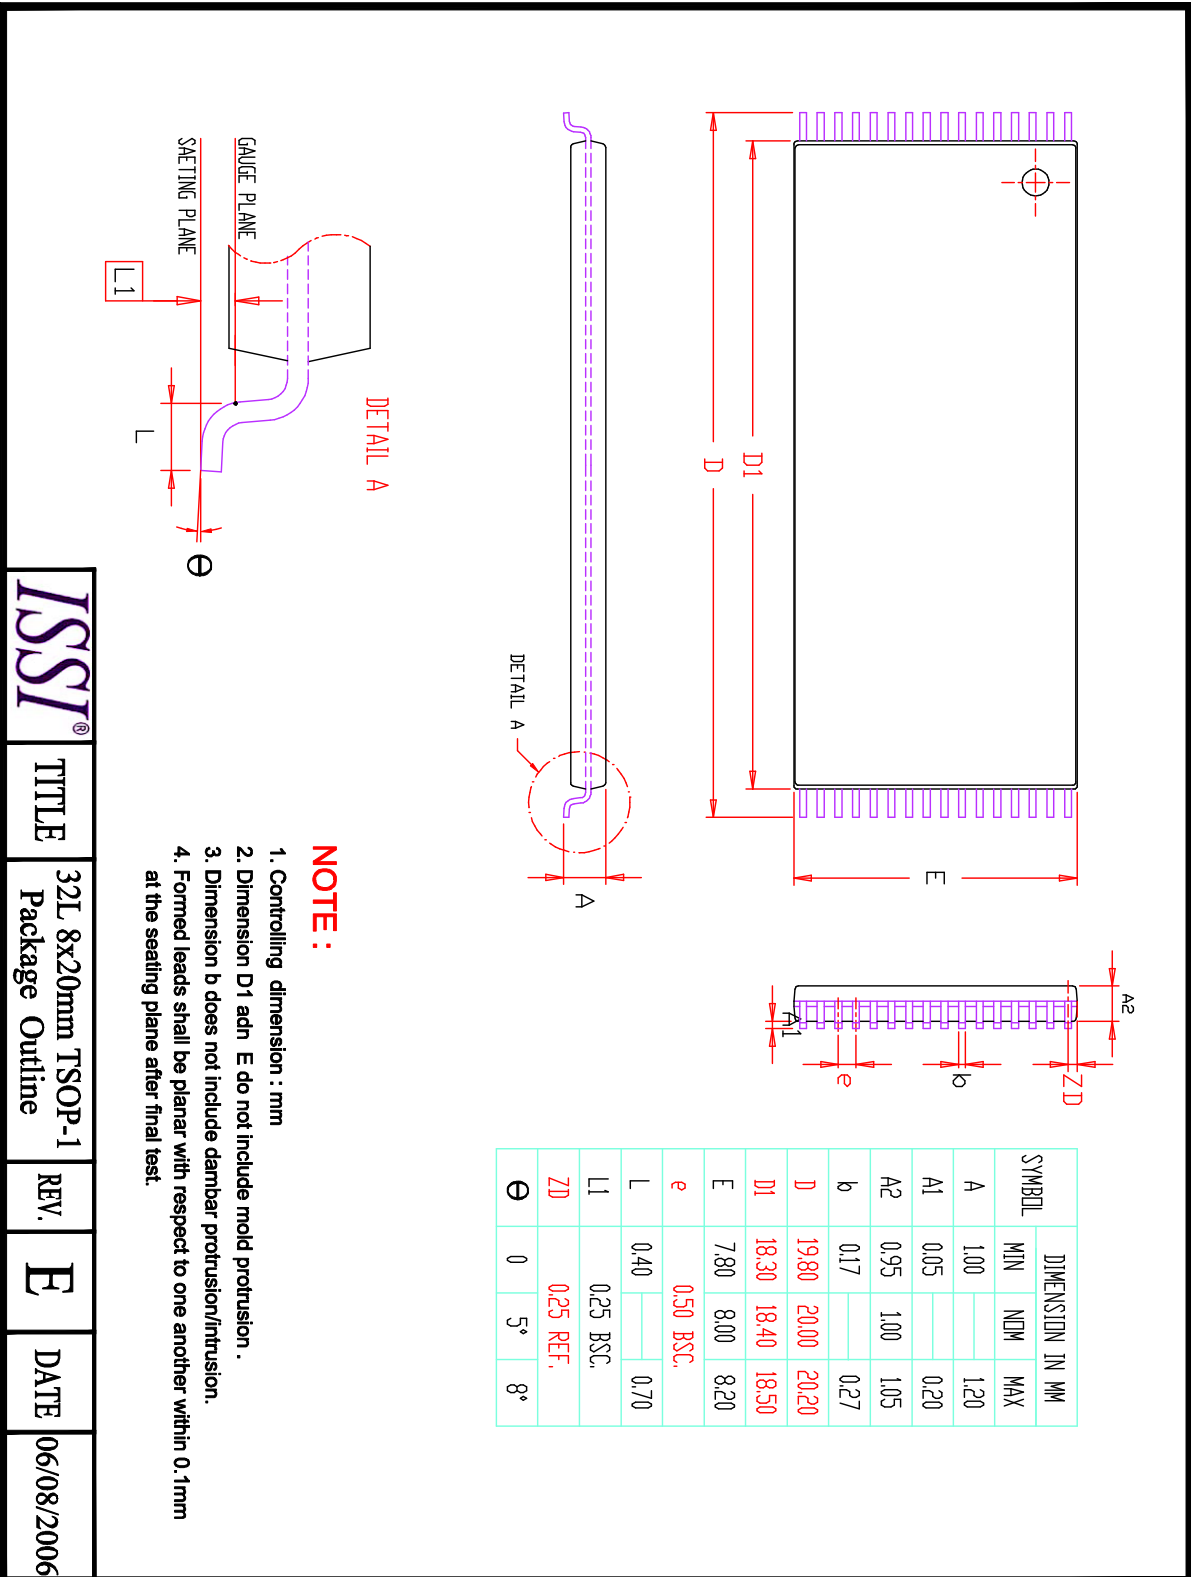 D1
D
E
DETAIL A
A
A2
A1
e
b
ZD
GAUGE PLANE
SAETING PLANE
L1
L
DETAIL A
θ
SYMBOL DIMENSION IN MM
MIN NOM MAX
A 1.00 1.20
A1 0.05 0.20
A2 0.95 1.00 1.05
b 0.17 0.27
D 19.80 20.00 20.20
D1 18.30 18.40 18.50
E 7.80 8.00 8.20
e 0.50 BSC.
L 0.40 0.70
L1 0.25 BSC.
ZD 0.25 REF.
θ 0 5° 8°
NOTE :
1. Controlling dimension : mm
2. Dimension D1 adn E do not include mold protrusion .
3. Dimension b does not include dambar protrusion/intrusion.
4. Formed leads shall be planar with respect to one another within 0.1mm
at the seating plane after final test.
ISSI®
TITLE
32L 8x20mm TSOP-1
Package Outline
REV.
E
DATE
06/08/2006